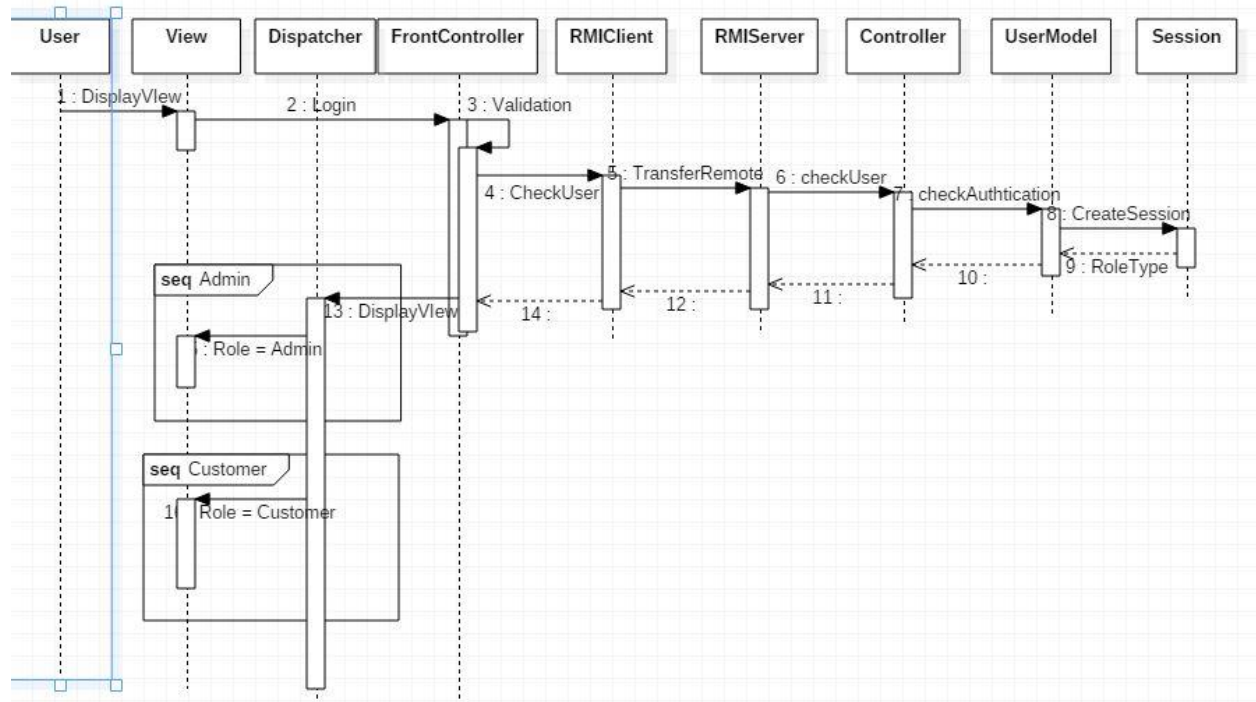 User
View
Dispatcher
FrontController
RMIClient
RMIServer
Controller
UserModel
Session
1 : DisplayVIew
2 : Login
3 : Validation
4 : CheckUser
5 : TransferRemote
6 : checkUser
7 : checkAuhtication
8 : CreateSession
9 : RoleType
10 :
11 :
12 :
14 :
seq Admin
13 : DisplayVIew
: Role = Admin
seq Customer
Role = Customer